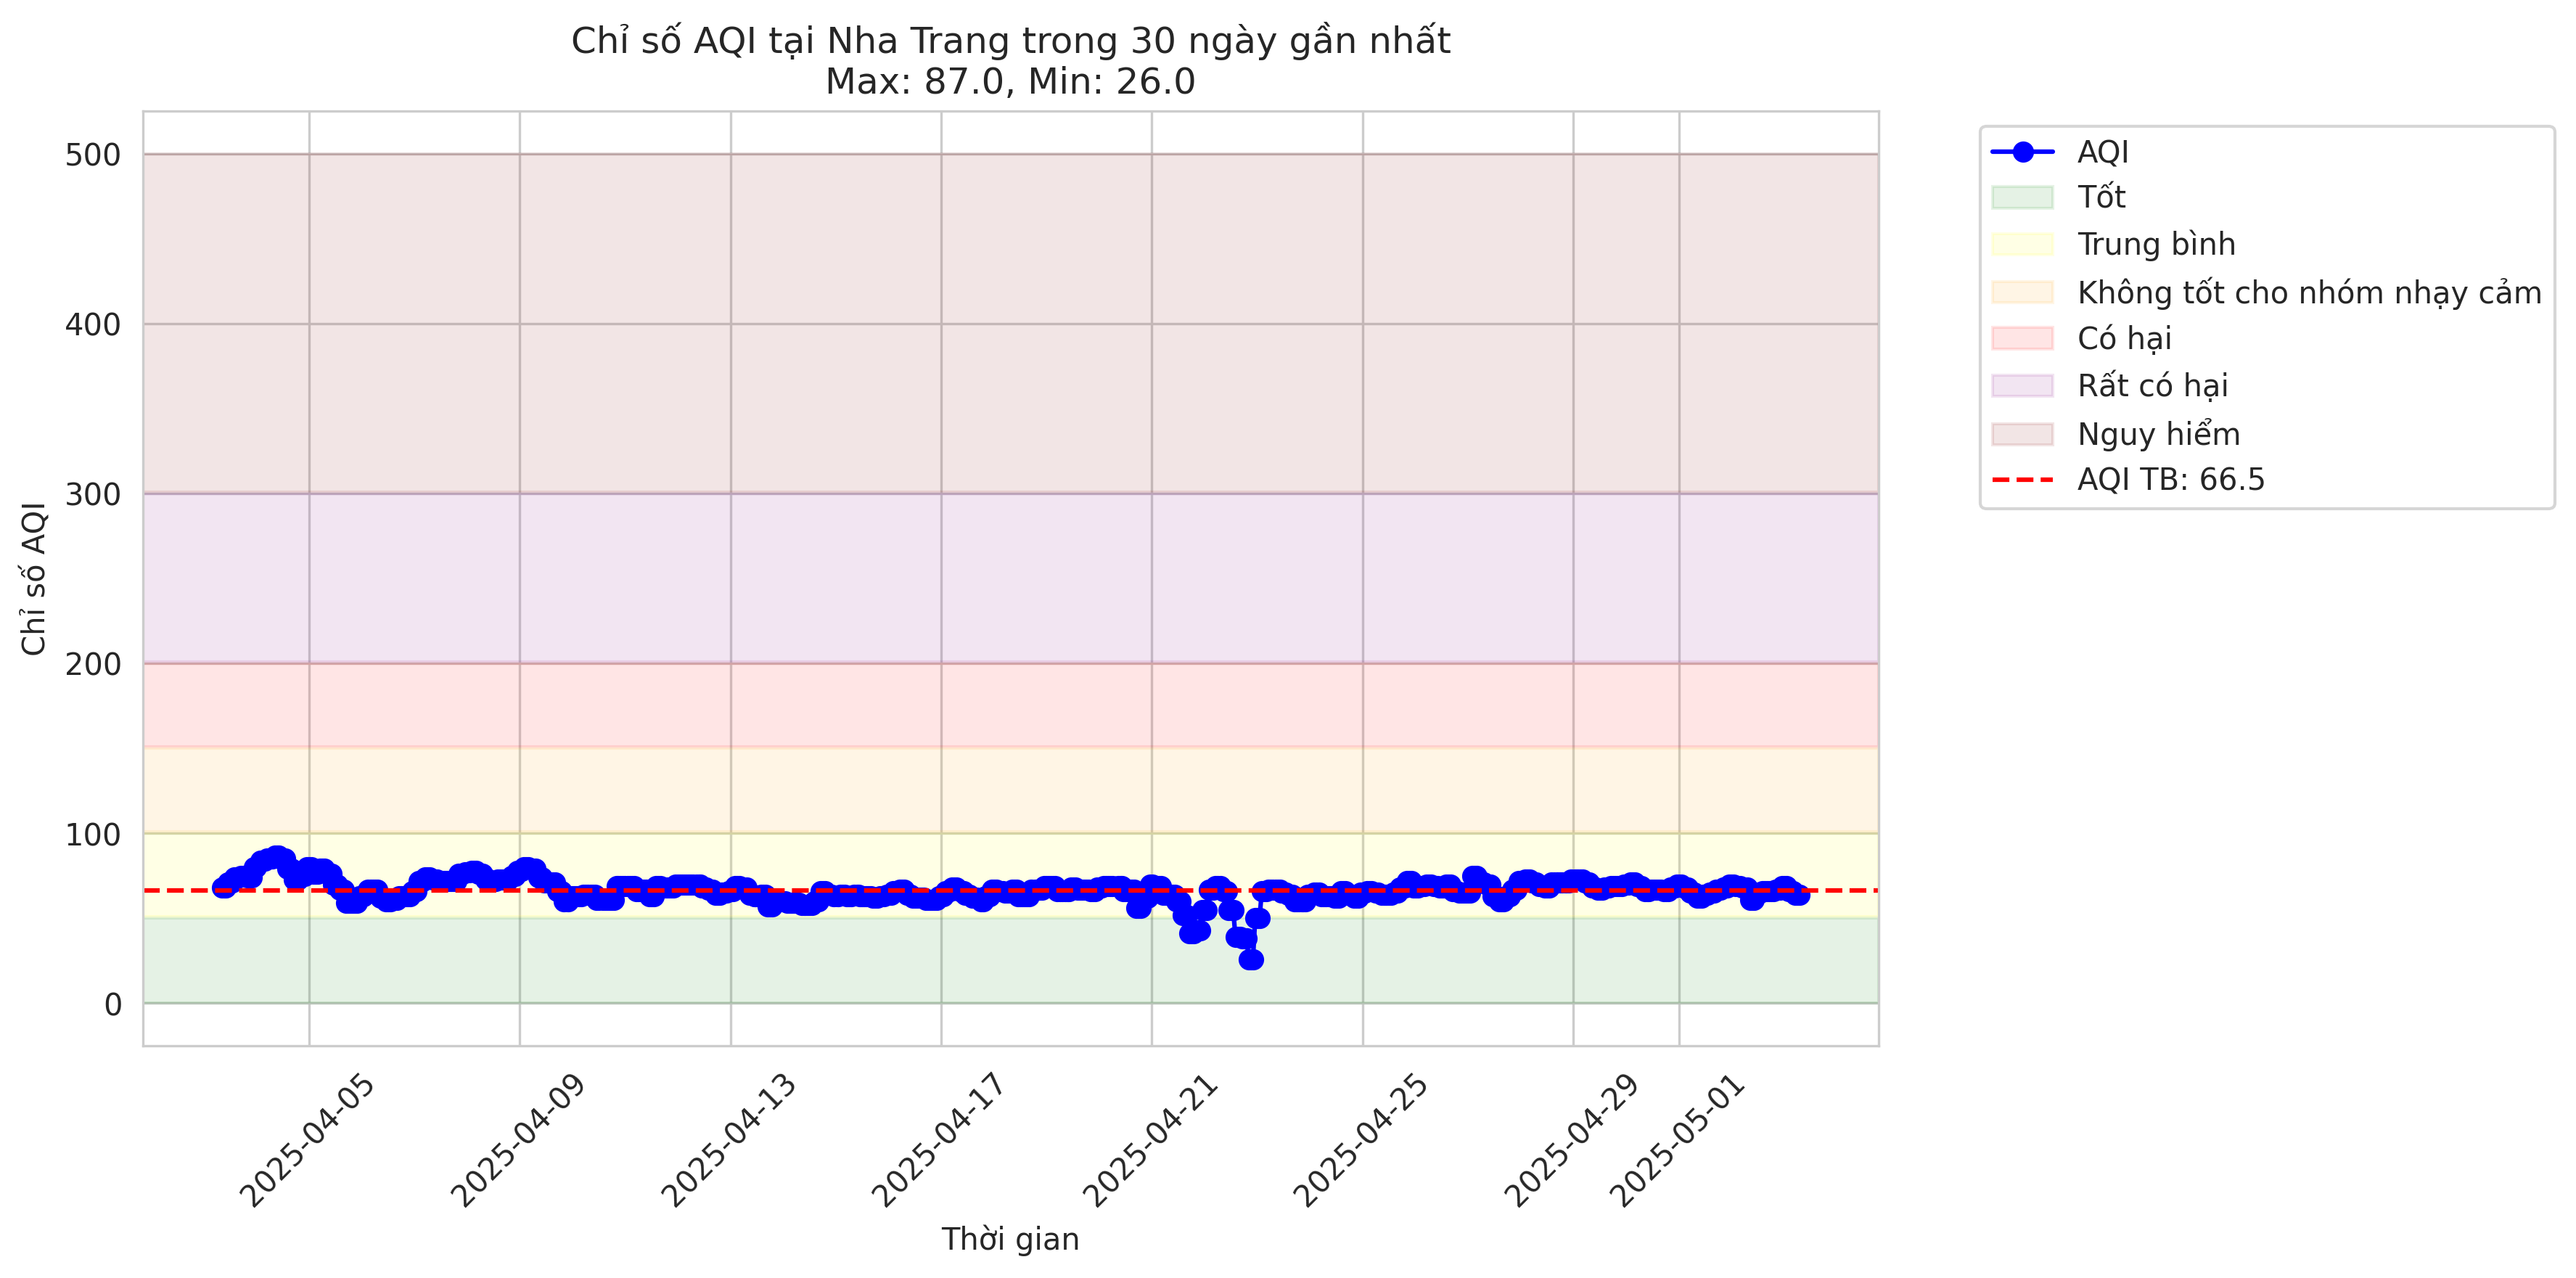 Chỉ số AQI tại Nha Trang trong 30 ngày gần nhất
Max: 87.0, Min: 26.0
Chỉ số AQI
500
400
300
200
100
0
2025-04-05
2025-04-09
2025-04-13
2025-04-17
2025-04-21
2025-04-25
2025-04-29
2025-05-01
Thời gian
AQI
Tốt
Trung bình
Không tốt cho nhóm nhạy cảm
Có hại
Rất có hại
Nguy hiểm
AQI TB: 66.5